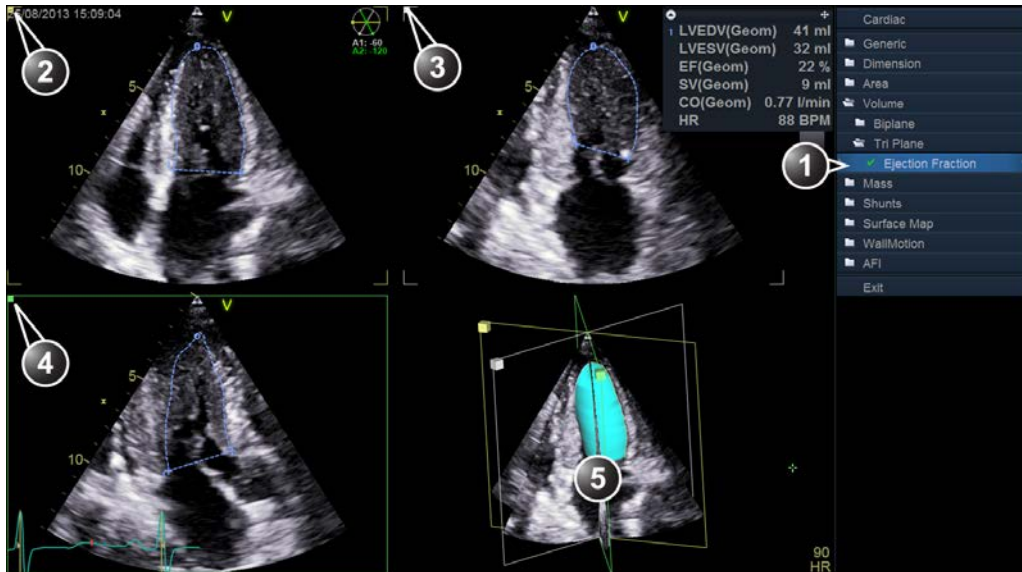 25/08/2013 15:09:04
V
2
5
10
A1: -60
A2: -120
V
3
5
10
1 LVEDV(Geom) 41 ml
LVESV(Geom) 32 ml
EF(Geom) 22 %
SV(Geom) 9 ml
CO(Geom) 0.77 l/min
HR 88 BPM
Cardiac
Generic
Dimension
Area
Volume
Biplane
Tri Plane
1
Ejection Fraction
Mass
Shunts
Surface Map
WallMotion
AFI
Exit
V
4
5
10
5
90
HR